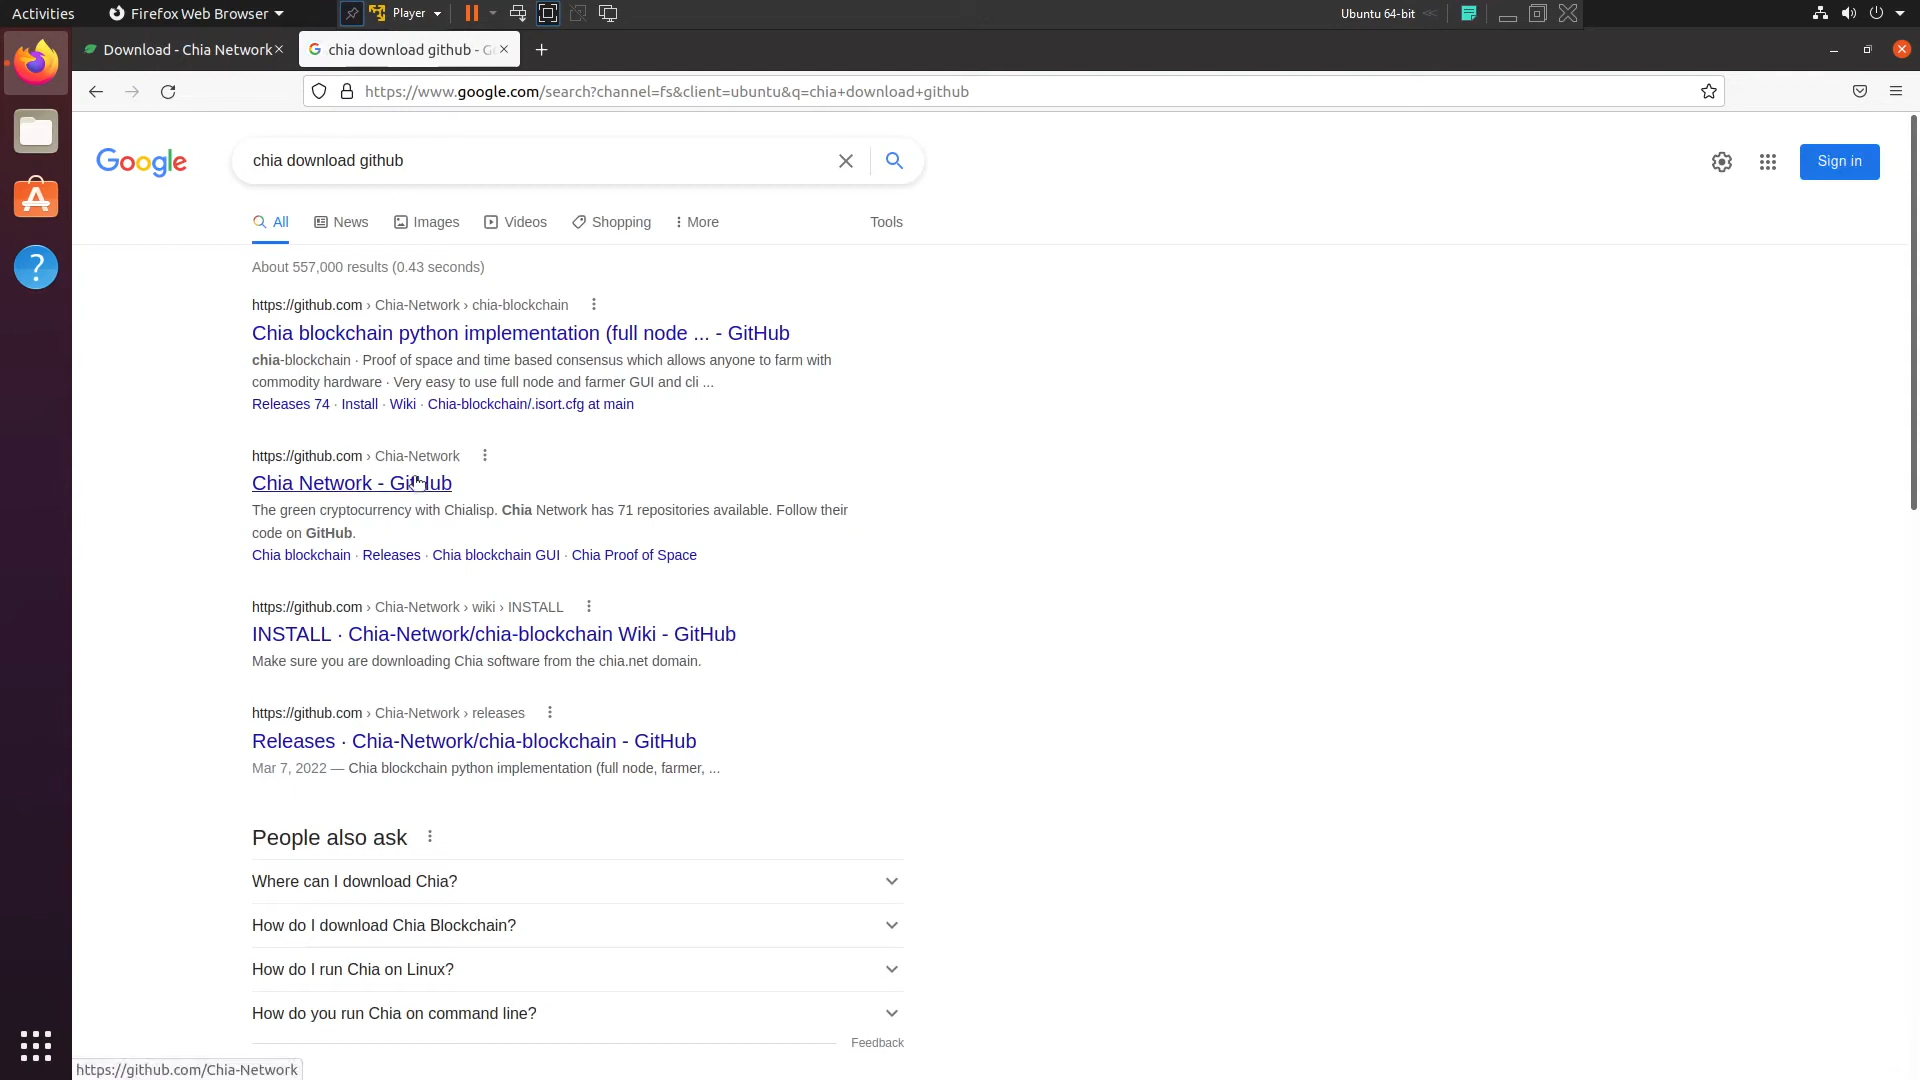 Activities
Firefox Web Browser
Player
Ubuntu 64-bit
Download - Chia Network
chia download github - G
https://www.google.com/search?channel=fs&client=ubuntu&q=chia+download+github
Google
chia download github
Sign in
All
News
Images
Videos
Shopping
More
Tools
About 557,000 results (0.43 seconds)
https://github.com › Chia-Network › chia-blockchain
Chia blockchain python implementation (full node ... - GitHub
chia-blockchain · Proof of space and time based consensus which allows anyone to farm with
commodity hardware · Very easy to use full node and farmer GUI and cli ...
Releases 74 · Install · Wiki · Chia-blockchain/.isort.cfg at main
https://github.com › Chia-Network
Chia Network - GitHub
The green cryptocurrency with Chialisp. Chia Network has 71 repositories available. Follow their
code on GitHub.
Chia blockchain · Releases · Chia blockchain GUI · Chia Proof of Space
https://github.com › Chia-Network › wiki › INSTALL
INSTALL · Chia-Network/chia-blockchain Wiki - GitHub
Make sure you are downloading Chia software from the chia.net domain.
https://github.com › Chia-Network › releases
Releases · Chia-Network/chia-blockchain - GitHub
Mar 7, 2022 — Chia blockchain python implementation (full node, farmer, ...
People also ask
Where can I download Chia?
How do I download Chia Blockchain?
How do I run Chia on Linux?
How do you run Chia on command line?
Feedback
https://github.com/Chia-Network